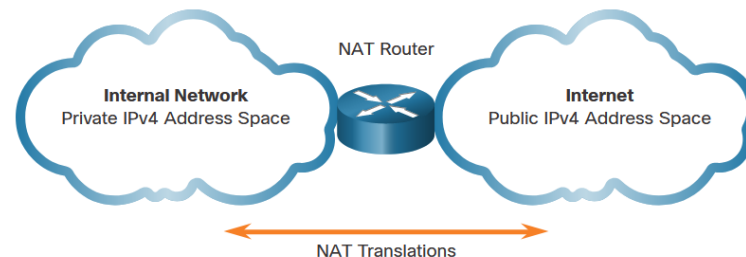 NAT Router
Internal Network
Private IPv4 Address Space
Internet
Public IPv4 Address Space
NAT Translations